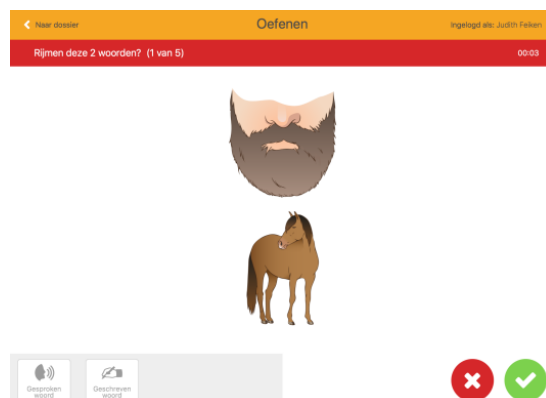 Naar dossier
Oefenen
Ingelogd als: Judith Feiken
Rijmen deze 2 woorden? (1 van 5)
00:03
Gesproken woord
Geschreven woord